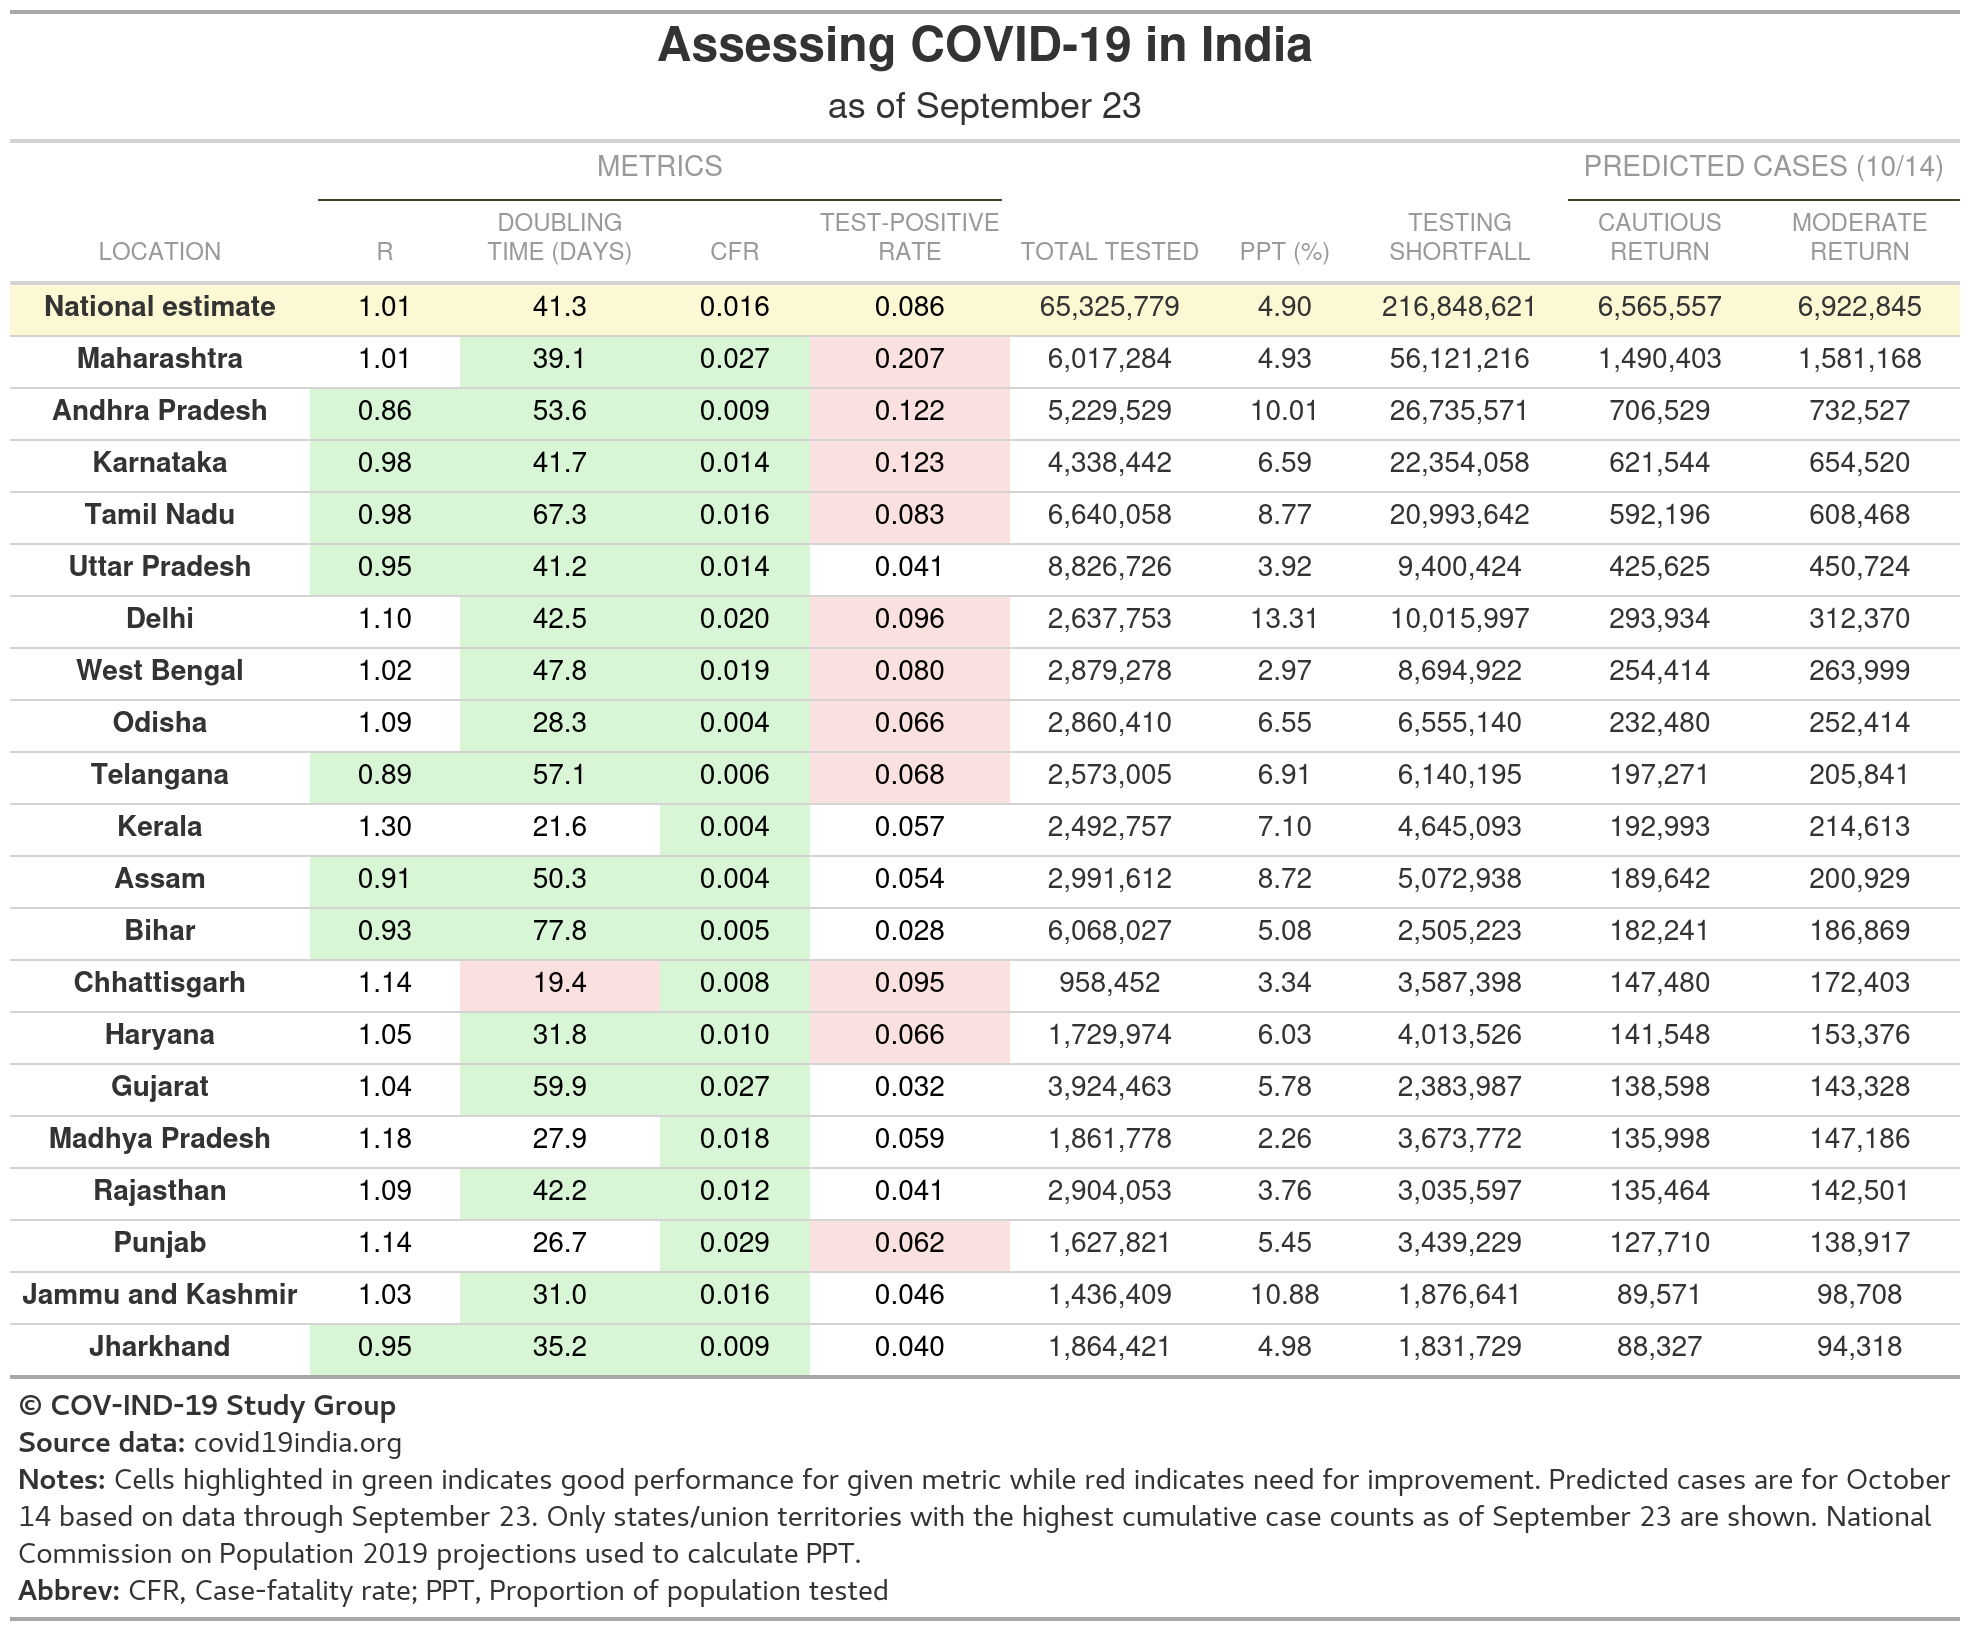 Assessing COVID-19 in India
as of September 23
METRICS PREDICTED CASES (10/14)
LOCATION R DOUBLING TIME (DAYS) CFR TEST-POSITIVE RATE TOTAL TESTED PPT (%) TESTING SHORTFALL CAUTIOUS RETURN MODERATE RETURN
National estimate 1.01 41.3 0.016 0.086 65,325,779 4.90 216,848,621 6,565,557 6,922,845
Maharashtra 1.01 39.1 0.027 0.207 6,017,284 4.93 56,121,216 1,490,403 1,581,168
Andhra Pradesh 0.86 53.6 0.009 0.122 5,229,529 10.01 26,735,571 706,529 732,527
Karnataka 0.98 41.7 0.014 0.123 4,338,442 6.59 22,354,058 621,544 654,520
Tamil Nadu 0.98 67.3 0.016 0.083 6,640,058 8.77 20,993,642 592,196 608,468
Uttar Pradesh 0.95 41.2 0.014 0.041 8,826,726 3.92 9,400,424 425,625 450,724
Delhi 1.10 42.5 0.020 0.096 2,637,753 13.31 10,015,997 293,934 312,370
West Bengal 1.02 47.8 0.019 0.080 2,879,278 2.97 8,694,922 254,414 263,999
Odisha 1.09 28.3 0.004 0.066 2,860,410 6.55 6,555,140 232,480 252,414
Telangana 0.89 57.1 0.006 0.068 2,573,005 6.91 6,140,195 197,271 205,841
Kerala 1.30 21.6 0.004 0.057 2,492,757 7.10 4,645,093 192,993 214,613
Assam 0.91 50.3 0.004 0.054 2,991,612 8.72 5,072,938 189,642 200,929
Bihar 0.93 77.8 0.005 0.028 6,068,027 5.08 2,505,223 182,241 186,869
Chhattisgarh 1.14 19.4 0.008 0.095 958,452 3.34 3,587,398 147,480 172,403
Haryana 1.05 31.8 0.010 0.066 1,729,974 6.03 4,013,526 141,548 153,376
Gujarat 1.04 59.9 0.027 0.032 3,924,463 5.78 2,383,987 138,598 143,328
Madhya Pradesh 1.18 27.9 0.018 0.059 1,861,778 2.26 3,673,772 135,998 147,186
Rajasthan 1.09 42.2 0.012 0.041 2,904,053 3.76 3,035,597 135,464 142,501
Punjab 1.14 26.7 0.029 0.062 1,627,821 5.45 3,439,229 127,710 138,917
Jammu and Kashmir 1.03 31.0 0.016 0.046 1,436,409 10.88 1,876,641 89,571 98,708
Jharkhand 0.95 35.2 0.009 0.040 1,864,421 4.98 1,831,729 88,327 94,318
© COV-IND-19 Study Group
Source data: covid19india.org
Notes: Cells highlighted in green indicates good performance for given metric while red indicates need for improvement. Predicted cases are for October
14 based on data through September 23. Only states/union territories with the highest cumulative case counts as of September 23 are shown. National
Commission on Population 2019 projections used to calculate PPT.
Abbrev: CFR, Case-fatality rate; PPT, Proportion of population tested